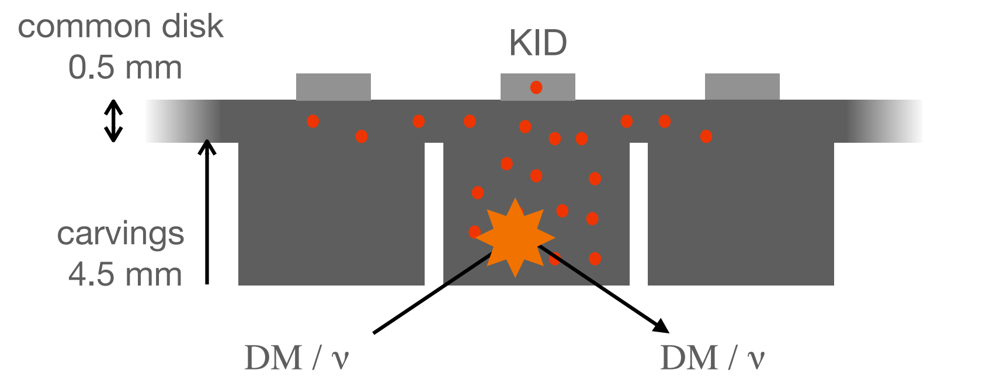 common disk
0.5 mm
KID
carvings
4.5 mm
DM / ν
DM / ν